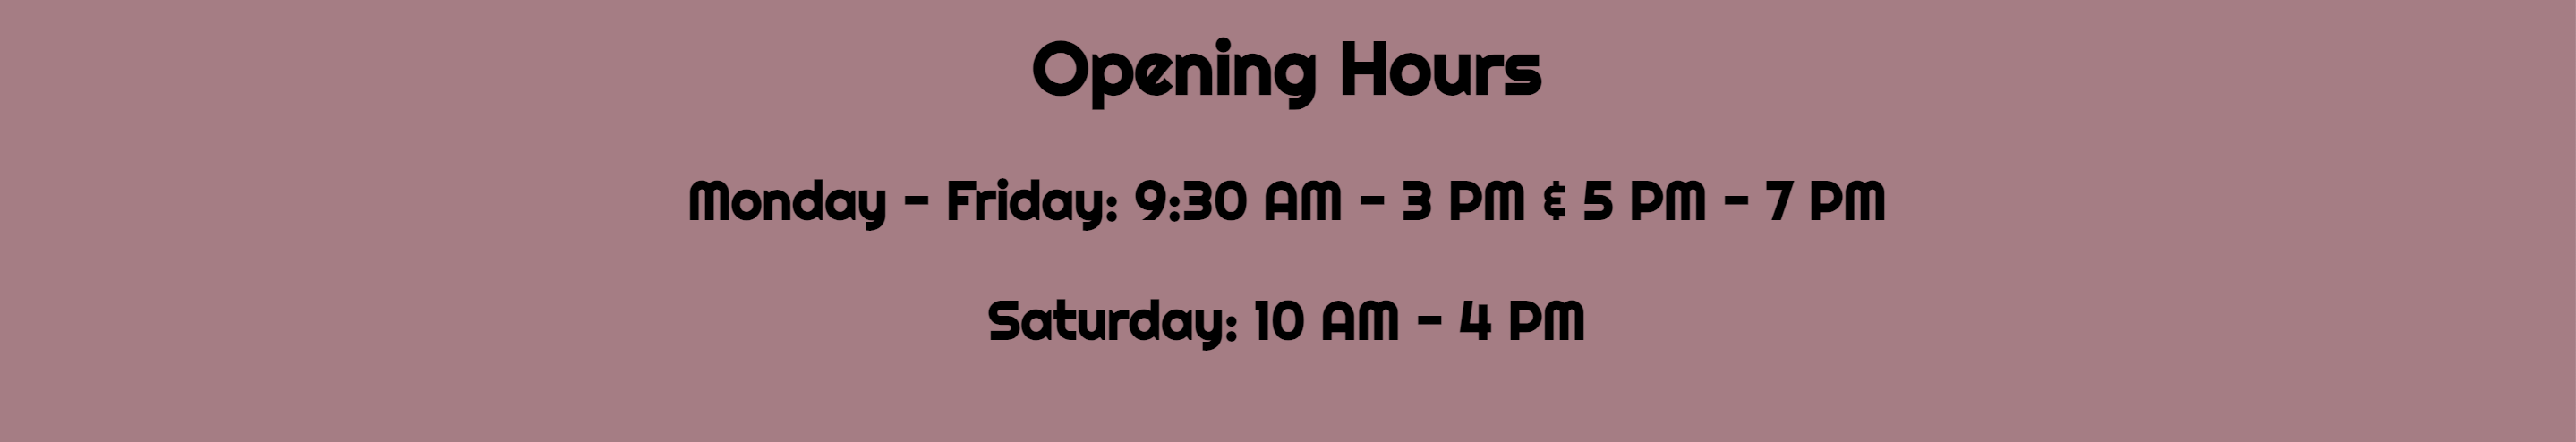 Opening Hours
Monday - Friday: 9:30 AM - 3 PM & 5 PM - 7 PM
Saturday: 10 AM - 4 PM